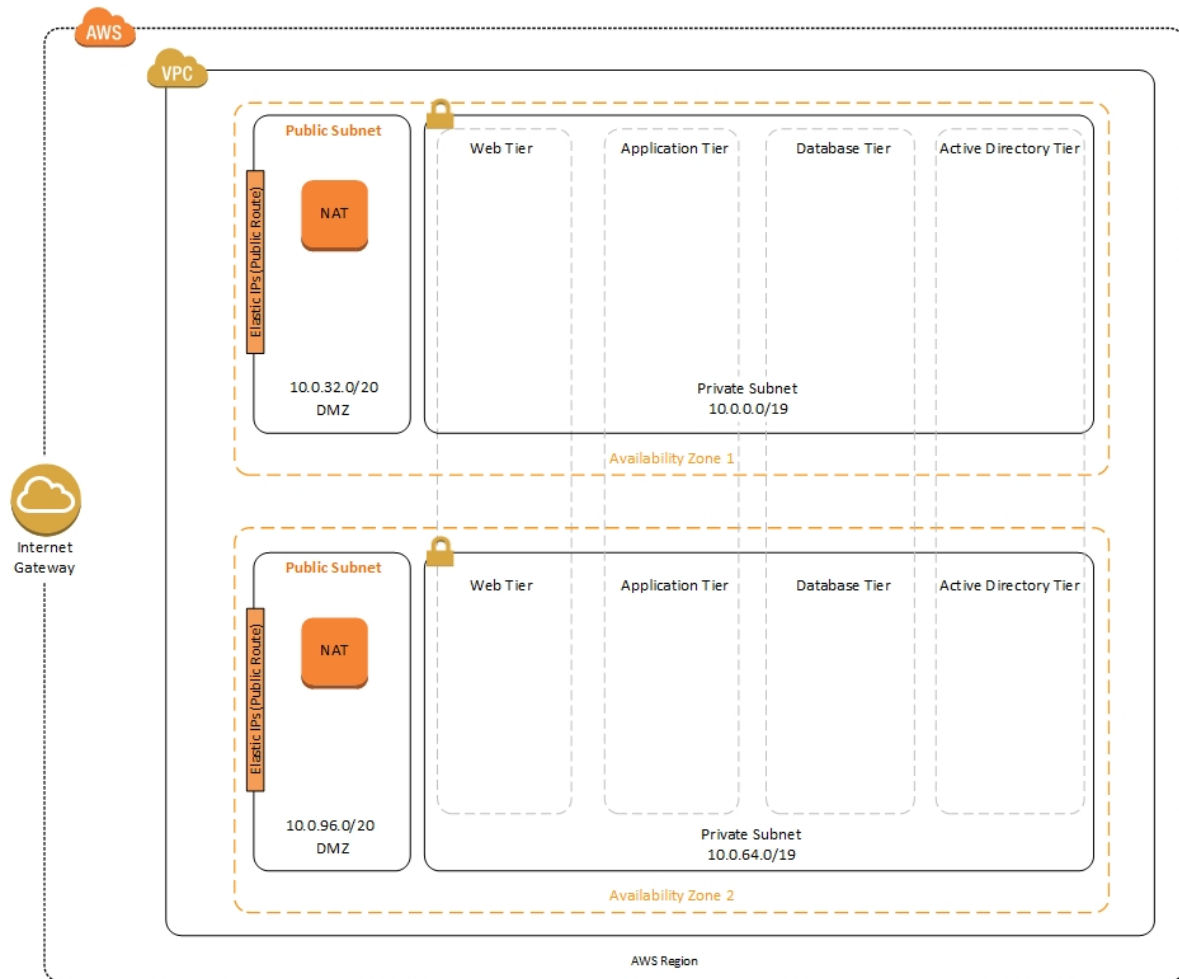 AWS
VPC
Public Subnet
NAT
Elastic IPs (Public Route)
10.0.32.0/20
DMZ
Web Tier
Application Tier
Database Tier
Active Directory Tier
Private Subnet
10.0.0.0/19
Availability Zone 1
Internet
Gateway
Public Subnet
NAT
Elastic IPs (Public Route)
10.0.96.0/20
DMZ
Web Tier
Application Tier
Database Tier
Active Directory Tier
Private Subnet
10.0.64.0/19
Availability Zone 2
AWS Region